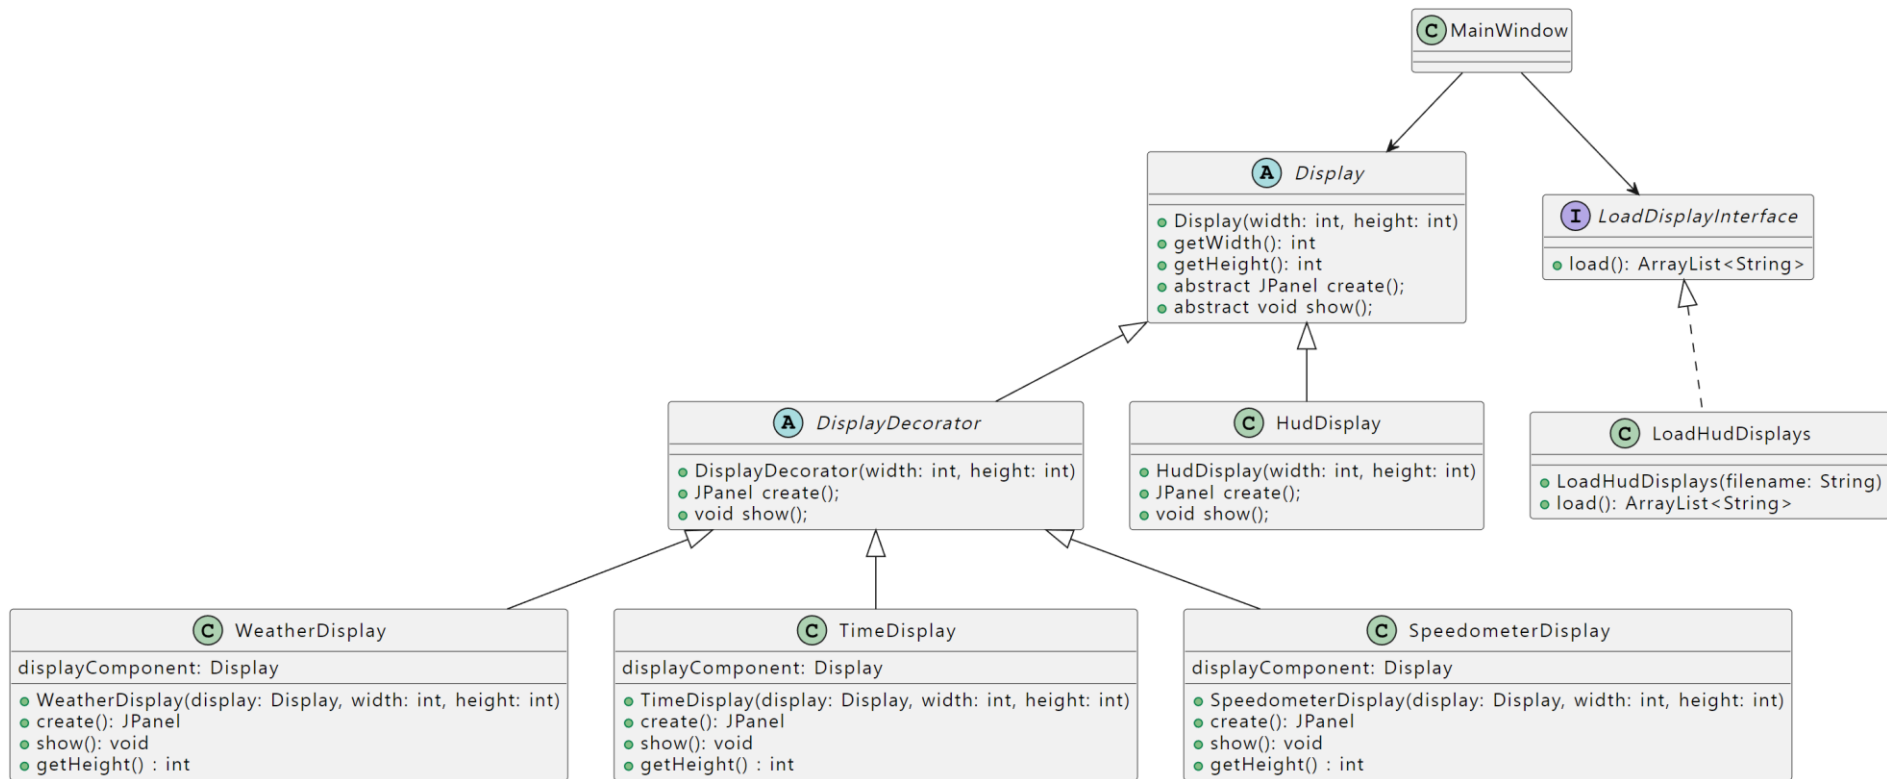 C MainWindow
A Display
Display(width: int, height: int)
getWidth(): int
getHeight(): int
abstract JPanel create();
abstract void show();
I LoadDisplayInterface
load(): ArrayList<String>
A DisplayDecorator
DisplayDecorator(width: int, height: int)
JPanel create();
void show();
C HudDisplay
HudDisplay(width: int, height: int)
JPanel create();
void show();
C LoadHudDisplays
LoadHudDisplays(filename: String)
load(): ArrayList<String>
C WeatherDisplay
displayComponent: Display
WeatherDisplay(display: Display, width: int, height: int)
create(): JPanel
show(): void
getHeight() : int
C TimeDisplay
displayComponent: Display
TimeDisplay(display: Display, width: int, height: int)
create(): JPanel
show(): void
getHeight() : int
C SpeedometerDisplay
displayComponent: Display
SpeedometerDisplay(display: Display, width: int, height: int)
create(): JPanel
show(): void
getHeight() : int